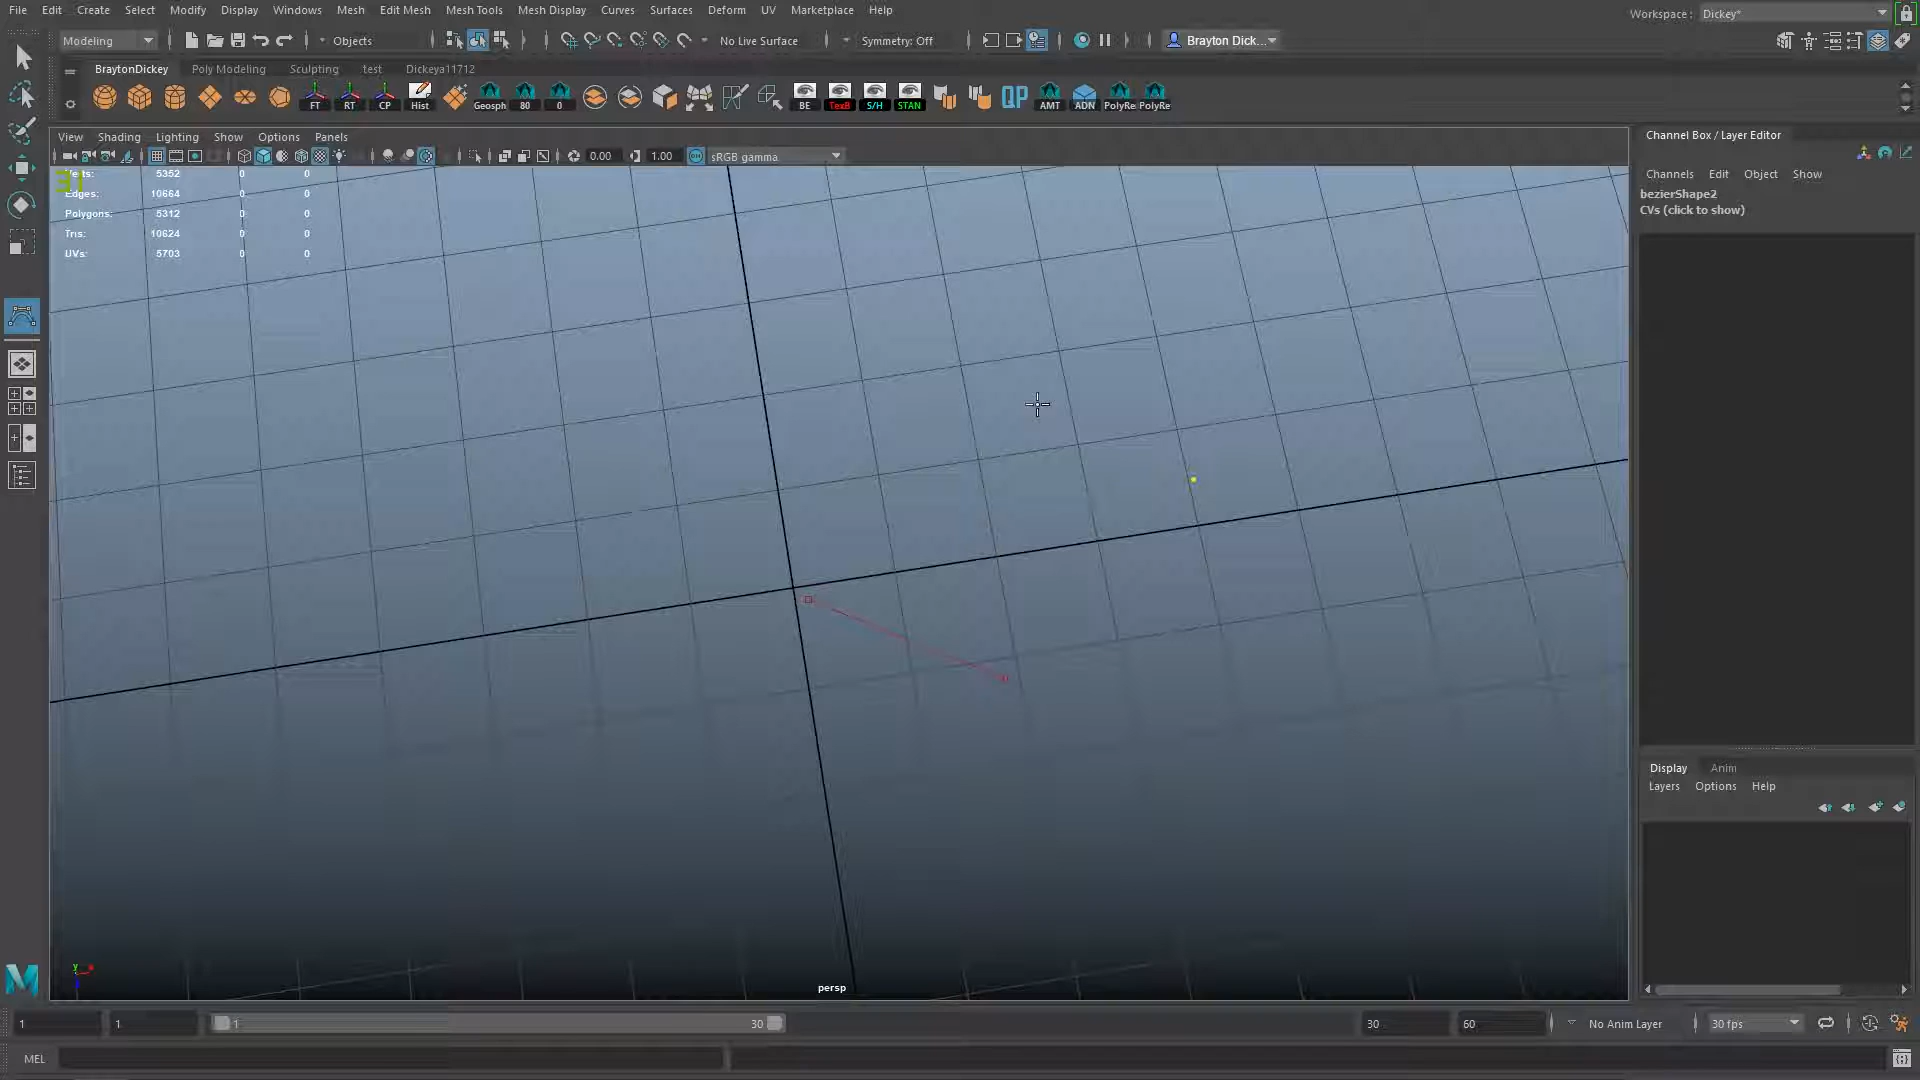 File Edit Create Select Modify Display Windows Mesh Edit Mesh Mesh Tools Mesh Display Curves Surfaces Deform UV Marketplace Help
Workspace : Dickey*
Modeling Objects No Live Surface Symmetry: Off Brayton Dick...
BraytonDickey Poly Modeling Sculpting test Dickeya11712
FT RT CP Hist Geosph 80 0 BE TexB S/H STAN QP AMT ADN PolyRe PolyRe
View Shading Lighting Show Options Panels
0.00 1.00 sRGB gamma
31
Verts: 5352 0 0
Edges: 10664 0 0
Polygons: 5312 0 0
Tris: 10624 0 0
UVs: 5703 0 0
y
persp
Channel Box / Layer Editor
Channels Edit Object Show
bezierShape2
CVs (click to show)
Display Anim
Layers Options Help
1 1 1 30 30 60 No Anim Layer 30 fps
MEL